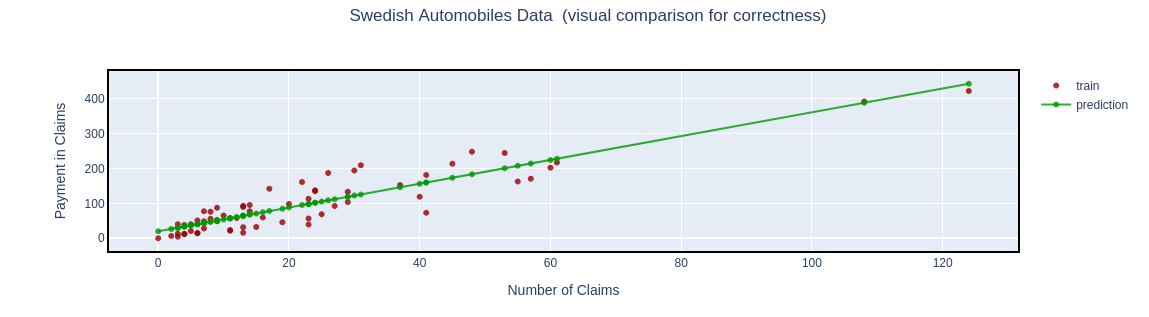 Swedish Automobiles Data  (visual comparison for correctness)
train
prediction
Payment in Claims
400
300
200
100
0
0 20 40 60 80 100 120
Number of Claims